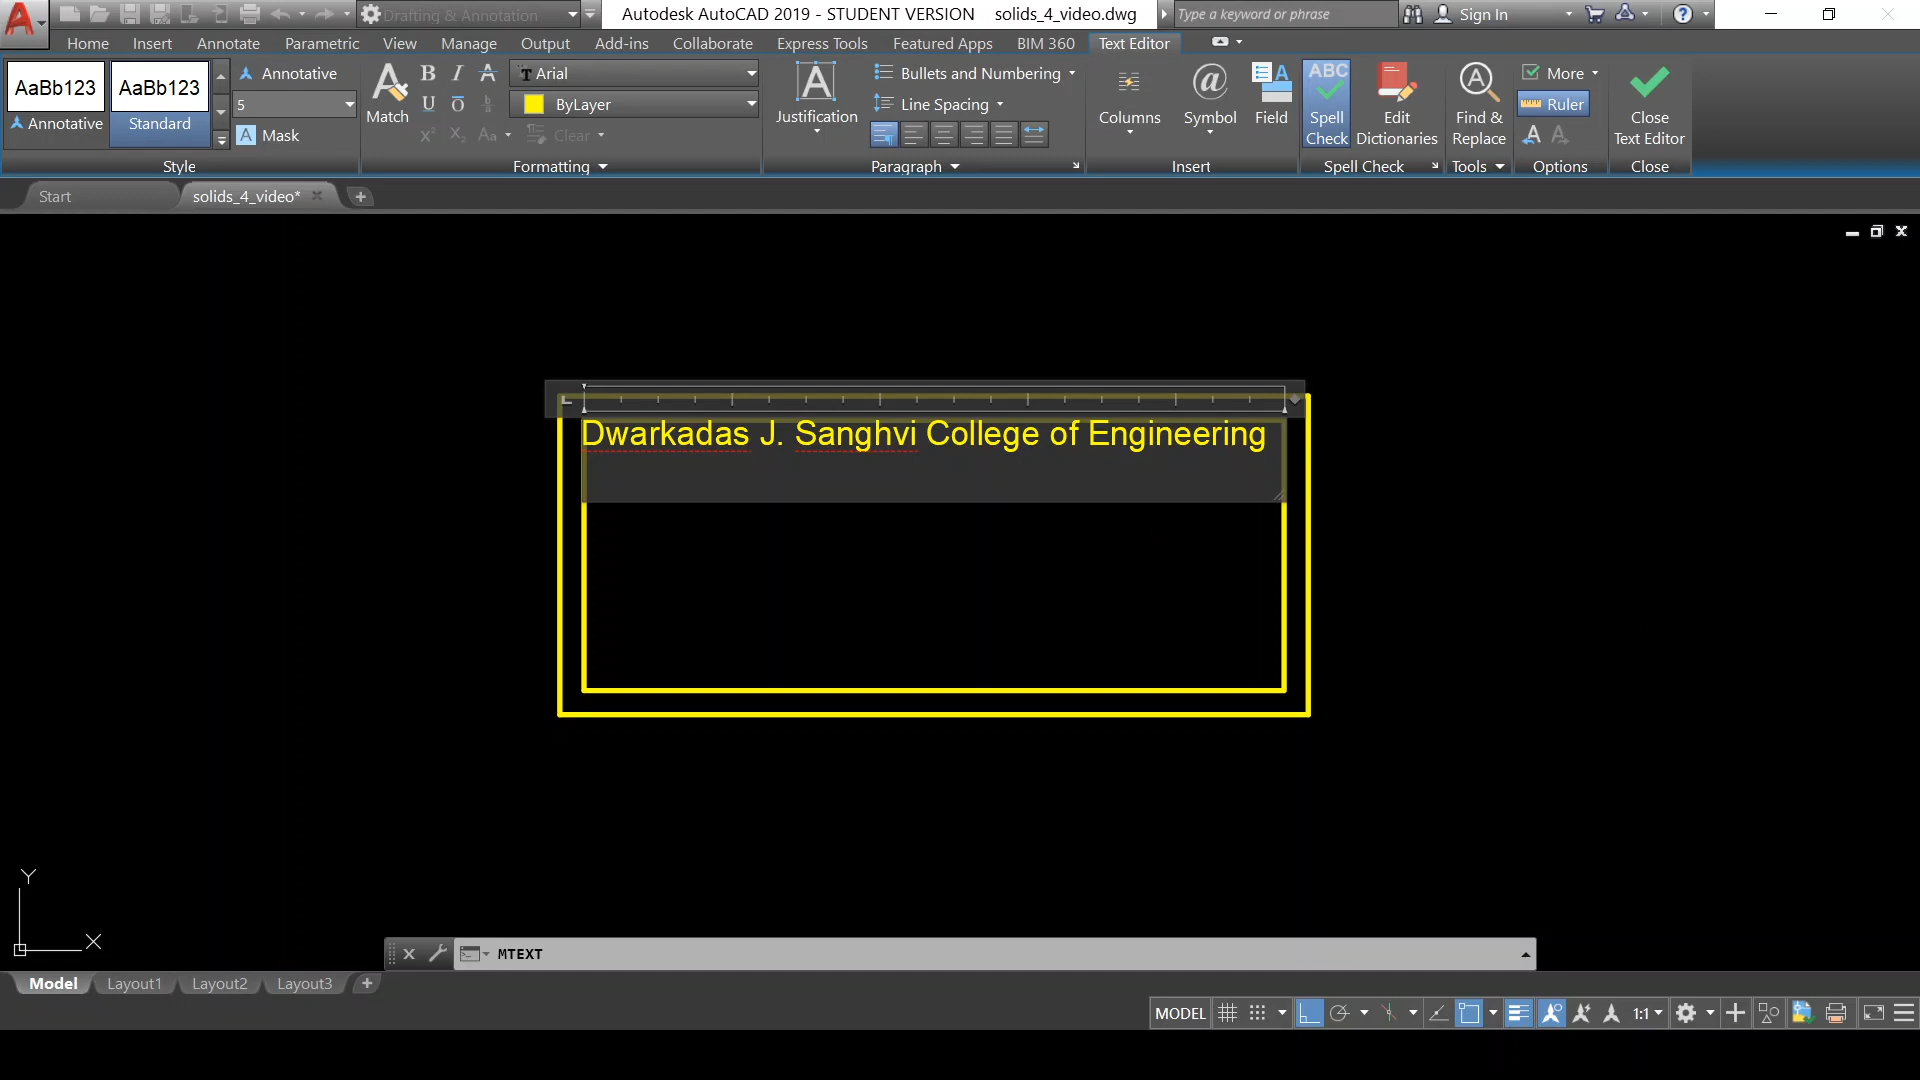 Drafting & Annotation
Autodesk AutoCAD 2019 - STUDENT VERSION solids_4_video.dwg
Type a keyword or phrase
Sign In
Home Insert Annotate Parametric View Manage Output Add-ins Collaborate Express Tools Featured Apps BIM 360 Text Editor
AaBb123 AaBb123
Annotative Standard
Annotative
5
Mask
Style
Match
B I A Arial
U O ByLayer
Aa Clear
Formatting
Justification
Bullets and Numbering
Line Spacing
Paragraph
Columns Symbol Field
Insert
ABC
Spell Check
Edit Dictionaries
Spell Check
Find & Replace
Tools
More
Ruler
Options
Close Text Editor
Close
Start solids_4_video*
Dwarkadas J. Sanghvi College of Engineering
Y
X
MTEXT
Model Layout1 Layout2 Layout3
MODEL 1:1